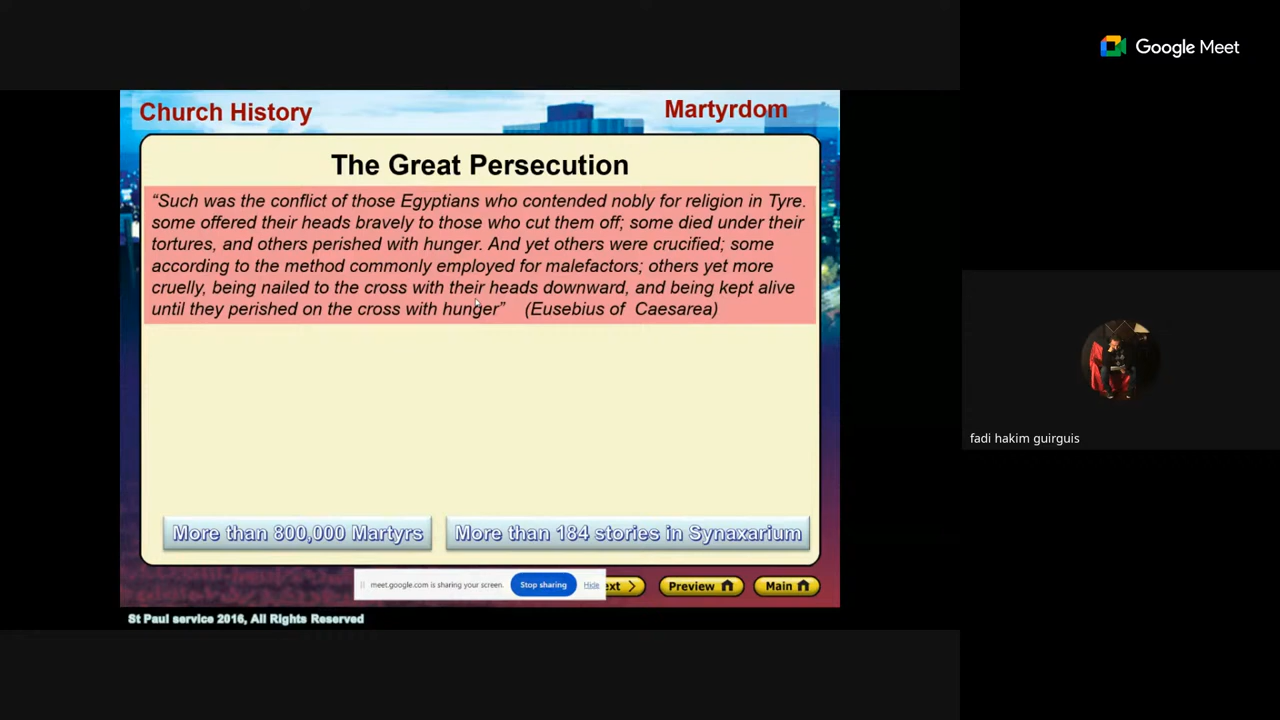 Google Meet
Church History
Martyrdom
The Great Persecution
“Such was the conflict of those Egyptians who contended nobly for religion in Tyre.
some offered their heads bravely to those who cut them off; some died under their
tortures, and others perished with hunger. And yet others were crucified; some
according to the method commonly employed for malefactors; others yet more
cruelly, being nailed to the cross with their heads downward, and being kept alive
until they perished on the cross with hunger” (Eusebius of Caesarea)
fadi hakim guirguis
More than 800,000 Martyrs
More than 184 stories in Synaxarium
meet.google.com is sharing your screen.
Stop sharing
Hide
ext
Preview
Main
St Paul service 2016, All Rights Reserved